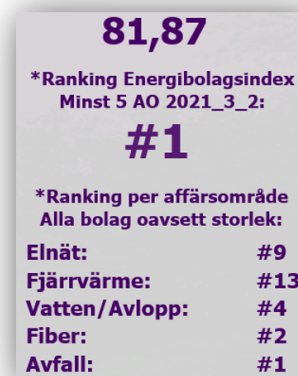 81,87
*Ranking Energibolagsindex
Minst 5 AO 2021_3_2:
#1
*Ranking per affärsområde
Alla bolag oavsett storlek:
Elnät: #9
Fjärrvärme: #13
Vatten/Avlopp: #4
Fiber: #2
Avfall: #1